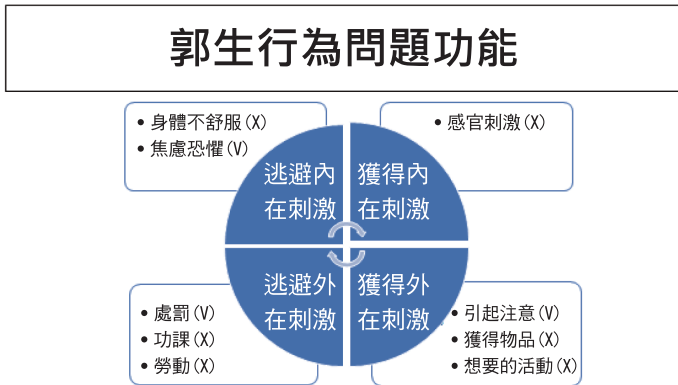 郭生行為問題功能
• 身體不舒服(X)
• 焦慮恐懼(V)
• 感官刺激(X)
逃避內
在刺激
獲得內
在刺激
逃避外
在刺激
獲得外
在刺激
• 處罰(V)
• 功課(X)
• 勞動(X)
• 引起注意(V)
• 獲得物品(X)
• 想要的活動(X)